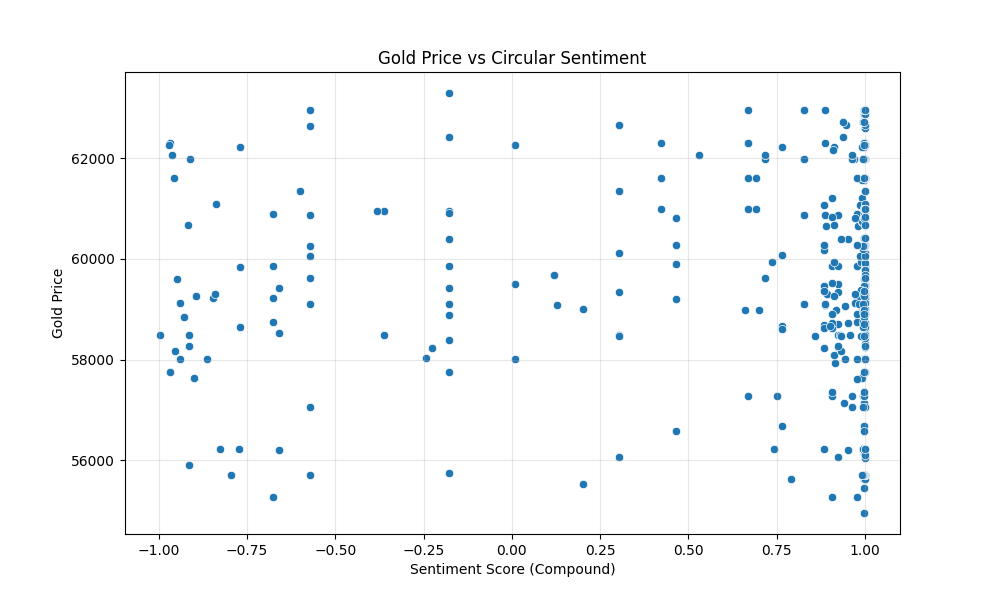 Gold Price vs Circular Sentiment
Gold Price
62000
60000
58000
56000
−1.00 −0.75 −0.50 −0.25 0.00 0.25 0.50 0.75 1.00
Sentiment Score (Compound)